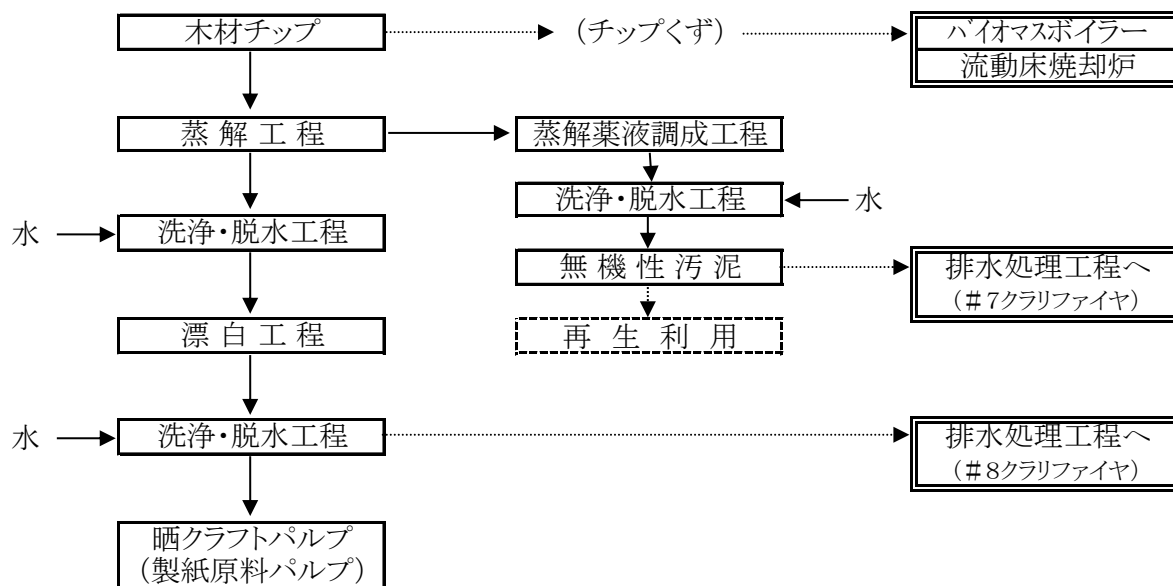 木材チップ
(チップくず)
バイオマスボイラー
流動床焼却炉
蒸解工程
蒸解薬液調成工程
洗浄・脱水工程
水
水
洗浄・脱水工程
無機性汚泥
排水処理工程へ
(#7クラリファイヤ)
漂白工程
再生利用
水
洗浄・脱水工程
排水処理工程へ
(#8クラリファイヤ)
晒クラフトパルプ
(製紙原料パルプ)